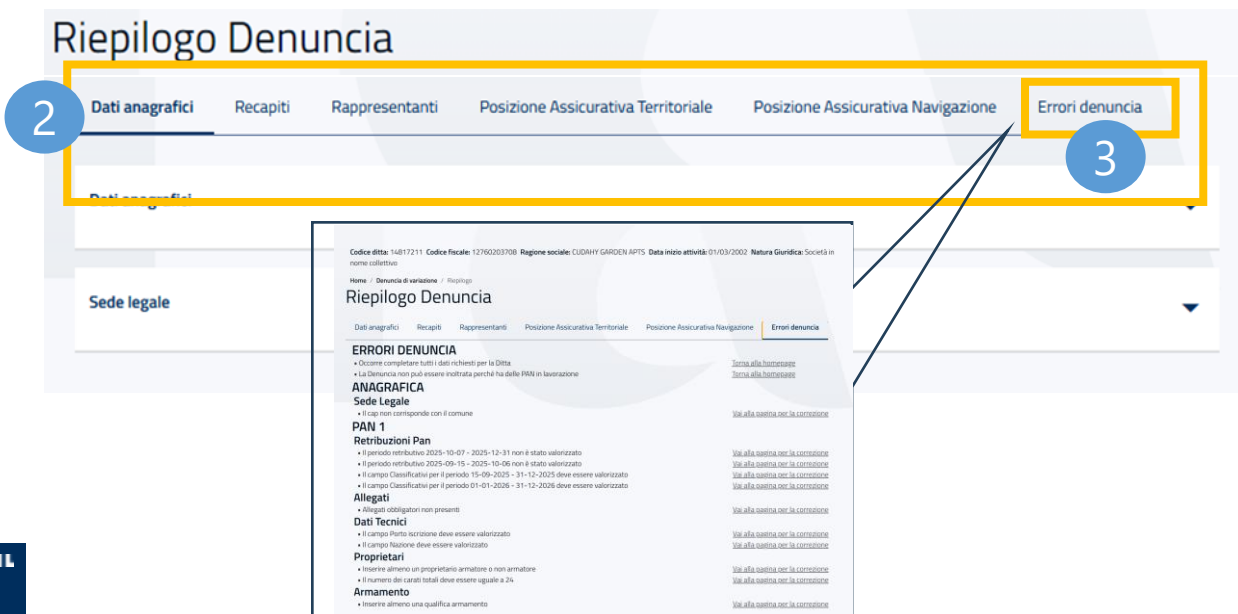 Riepilogo Denuncia
2
Dati anagrafici Recapiti Rappresentanti Posizione Assicurativa Territoriale Posizione Assicurativa Navigazione Errori denuncia
3
Dati anagrafici
Sede legale
Codice ditta: 14817211 Codice fiscale: 12760203708 Ragione sociale: CUDAHY GARDEN APTS Data inizio attività: 01/03/2002 Natura Giuridica: Società in
nome collettivo
Home / Denuncia di variazione / Riepilogo
Riepilogo Denuncia
Dati anagrafici Recapiti Rappresentanti Posizione Assicurativa Territoriale Posizione Assicurativa Navigazione Errori denuncia
ERRORI DENUNCIA
• Occorre completare tutti i dati richiesti per la Ditta Torna alla homepage
• La Denuncia non può essere inoltrata perché ha delle PAN in lavorazione Torna alla homepage
ANAGRAFICA
Sede Legale
• Il cap non corrisponde con il comune Vai alla pagina per la correzione
PAN 1
Retribuzioni Pan
• Il periodo retributivo 2025-10-07 - 2025-12-31 non è stato valorizzato Vai alla pagina per la correzione
• Il periodo retributivo 2025-09-15 - 2025-10-06 non è stato valorizzato Vai alla pagina per la correzione
• Il campo Classificativi per il periodo 15-09-2025 - 31-12-2025 deve essere valorizzato Vai alla pagina per la correzione
• Il campo Classificativi per il periodo 01-01-2026 - 31-12-2026 deve essere valorizzato Vai alla pagina per la correzione
Allegati
• Allegati obbligatori non presenti Vai alla pagina per la correzione
Dati Tecnici
• Il campo Porto iscrizione deve essere valorizzato Vai alla pagina per la correzione
• Il campo Nazione deve essere valorizzato Vai alla pagina per la correzione
Proprietari
• Inserire almeno un proprietario armatore o non armatore Vai alla pagina per la correzione
• Il numero dei carati totali deve essere uguale a 24 Vai alla pagina per la correzione
Armamento
• Inserire almeno una qualifica armamento Vai alla pagina per la correzione